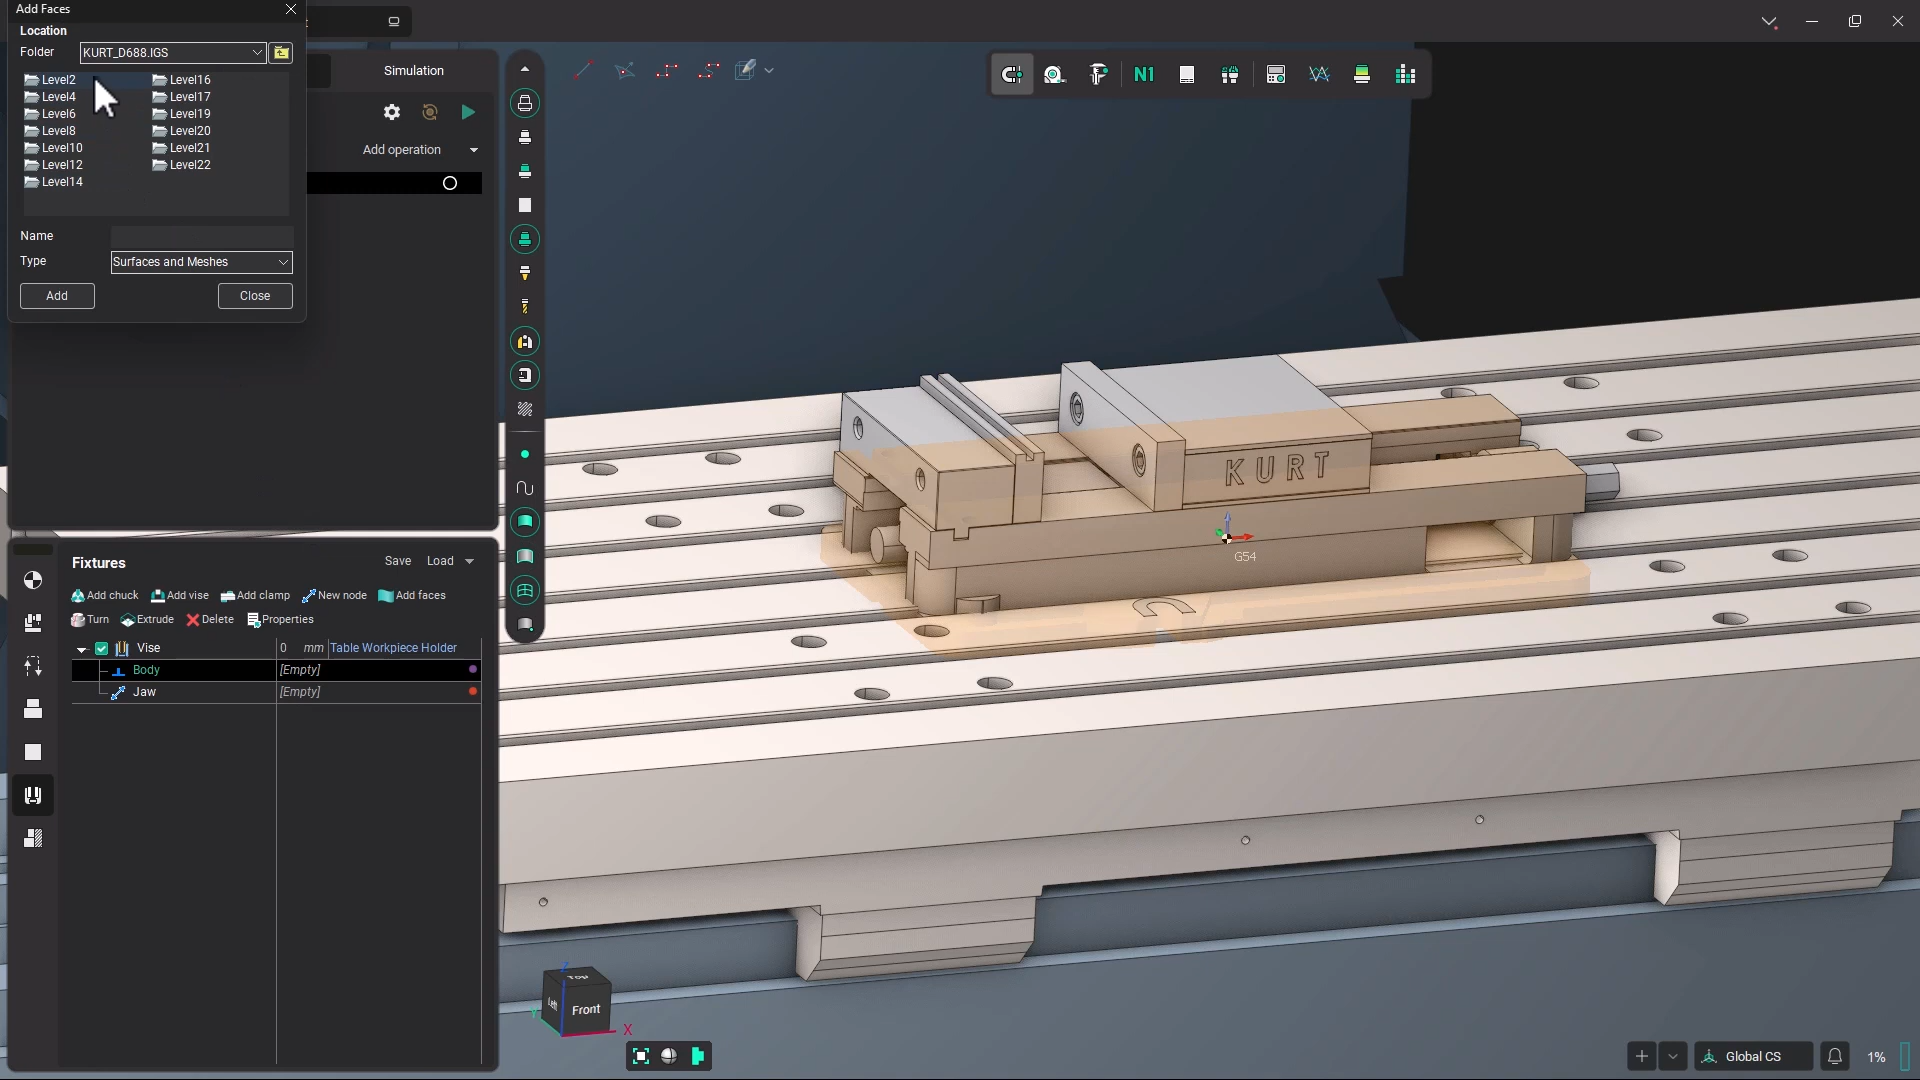 Add Faces
Location
Folder KURT_D688.IGS
Level2 Level16
Level4 Level17
Level6 Level19
Level8 Level20
Level10 Level21
Level12 Level22
Level14
Name
Type Surfaces and Meshes
Add Close
Simulation
Add operation
N1
KURT
G54
Fixtures Save Load
Add chuck Add vise Add clamp New node Add faces
Turn Extrude Delete Properties
Vise 0 mm Table Workpiece Holder
Body [Empty]
Jaw [Empty]
Z
Top
Left Front
Y X
Global CS 1%